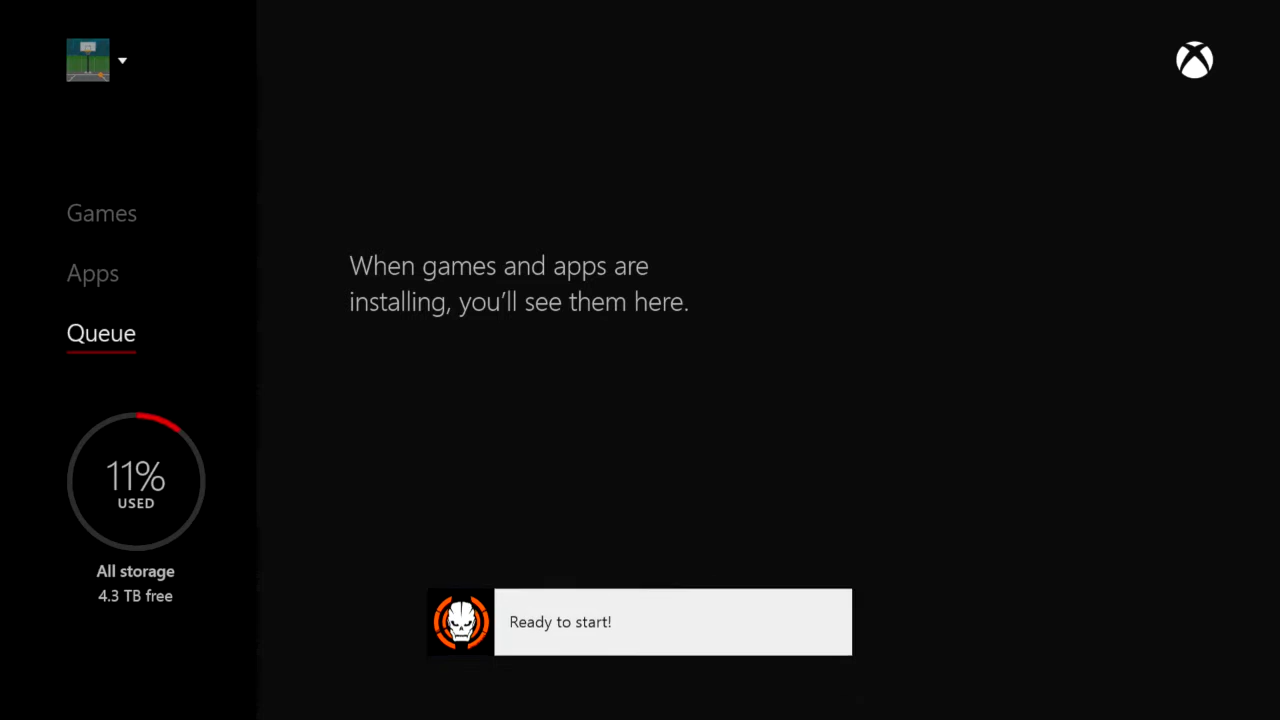 Games
Apps
Queue
11%
USED
All storage
4.3 TB free
When games and apps are
installing, you’ll see them here.
Ready to start!